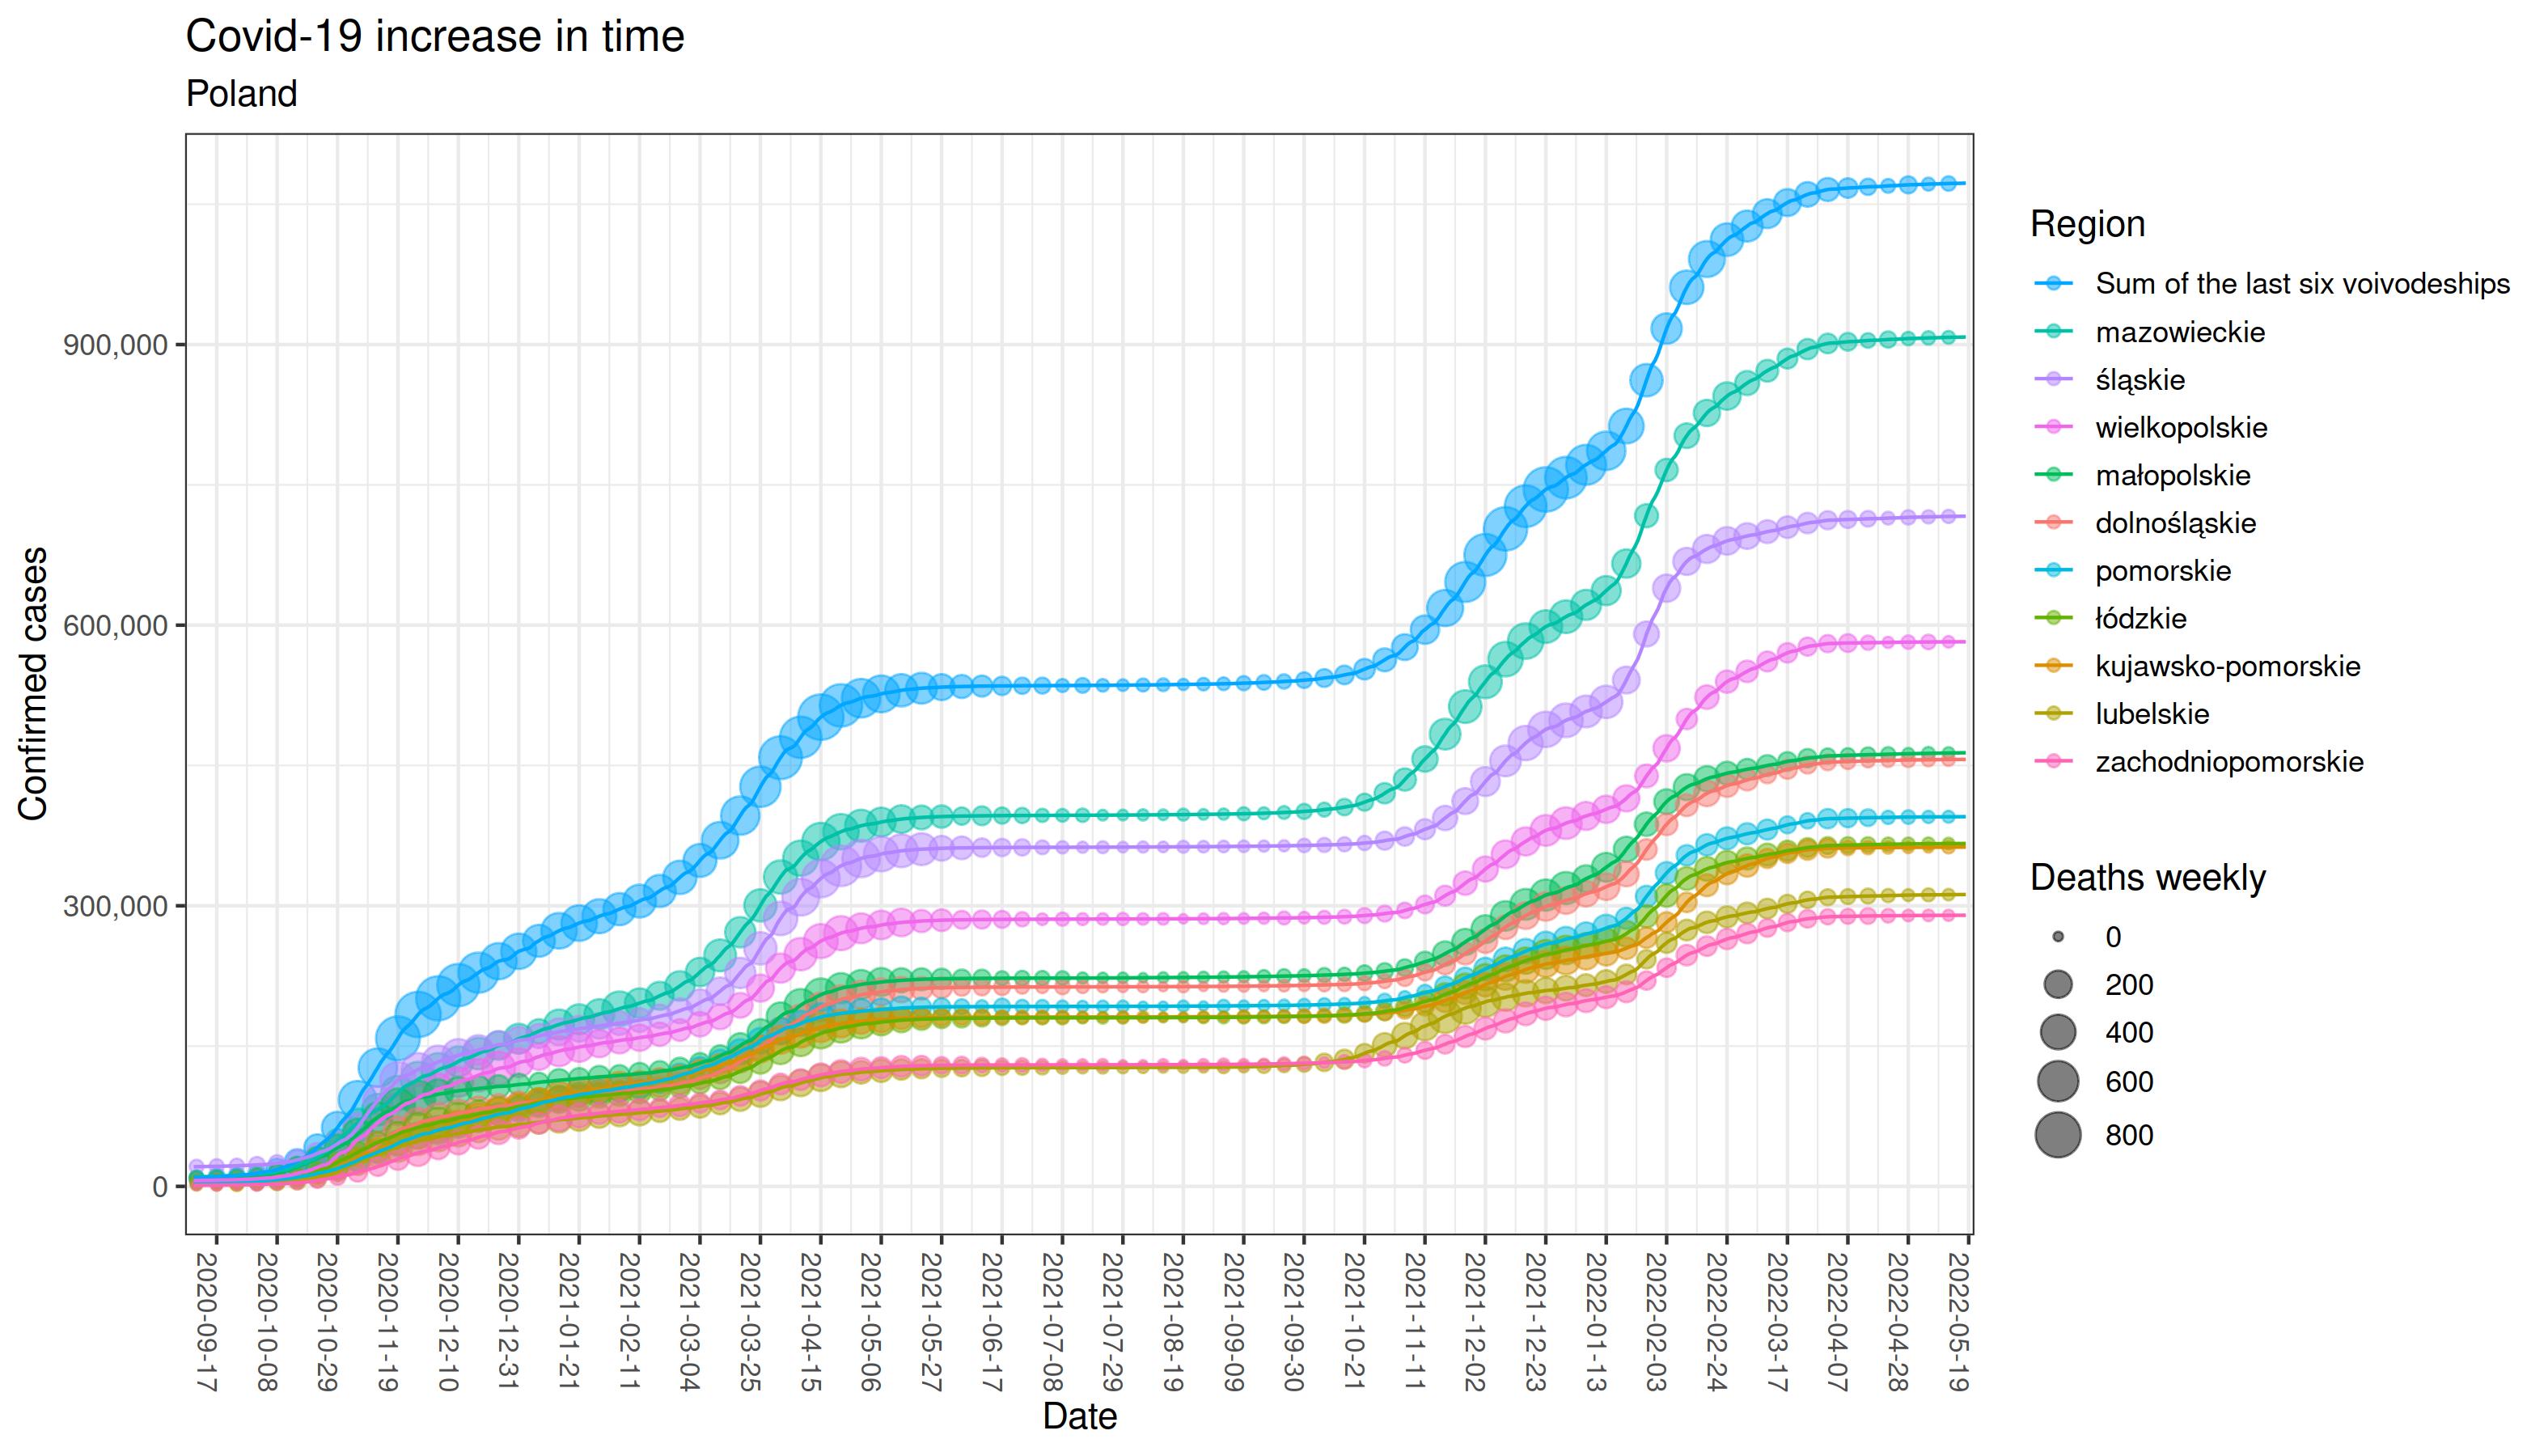 Covid-19 increase in time
Poland
Confirmed cases
900,000
600,000
300,000
0
2020-09-17
2020-10-08
2020-10-29
2020-11-19
2020-12-10
2020-12-31
2021-01-21
2021-02-11
2021-03-04
2021-03-25
2021-04-15
2021-05-06
2021-05-27
2021-06-17
2021-07-08
2021-07-29
2021-08-19
2021-09-09
2021-09-30
2021-10-21
2021-11-11
2021-12-02
2021-12-23
2022-01-13
2022-02-03
2022-02-24
2022-03-17
2022-04-07
2022-04-28
2022-05-19
Date
Region
Sum of the last six voivodeships
mazowieckie
śląskie
wielkopolskie
małopolskie
dolnośląskie
pomorskie
łódzkie
kujawsko-pomorskie
lubelskie
zachodniopomorskie
Deaths weekly
0
200
400
600
800